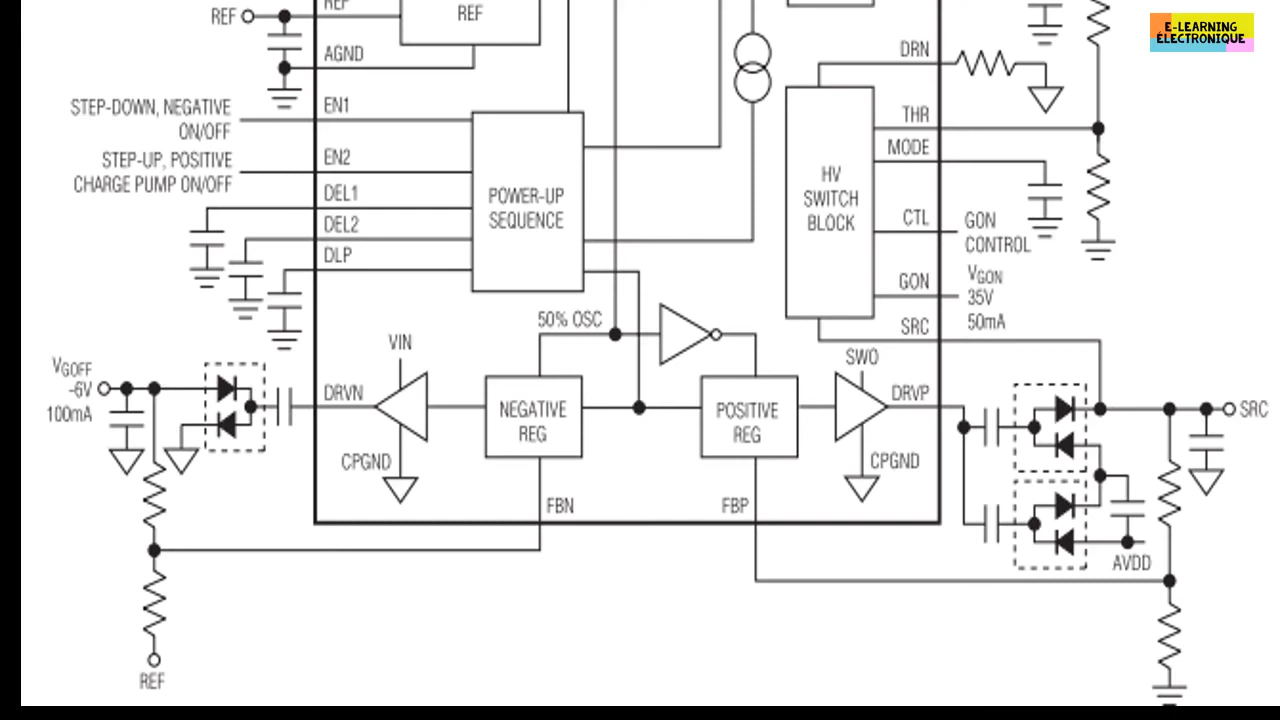 REF
REF
REF
E-LEARNING
ÉLECTRONIQUE
AGND
DRN
STEP-DOWN, NEGATIVE
ON/OFF
EN1
THR
MODE
STEP-UP, POSITIVE
CHARGE PUMP ON/OFF
EN2
DEL1
DEL2
DLP
POWER-UP
SEQUENCE
HV
SWITCH
BLOCK
CTL
GON
CONTROL
GON
VGON
35V
50mA
SRC
50% OSC
VIN
SWO
VGOFF
-6V
100mA
DRVN
NEGATIVE
REG
POSITIVE
REG
DRVP
SRC
CPGND
CPGND
FBN
FBP
AVDD
REF